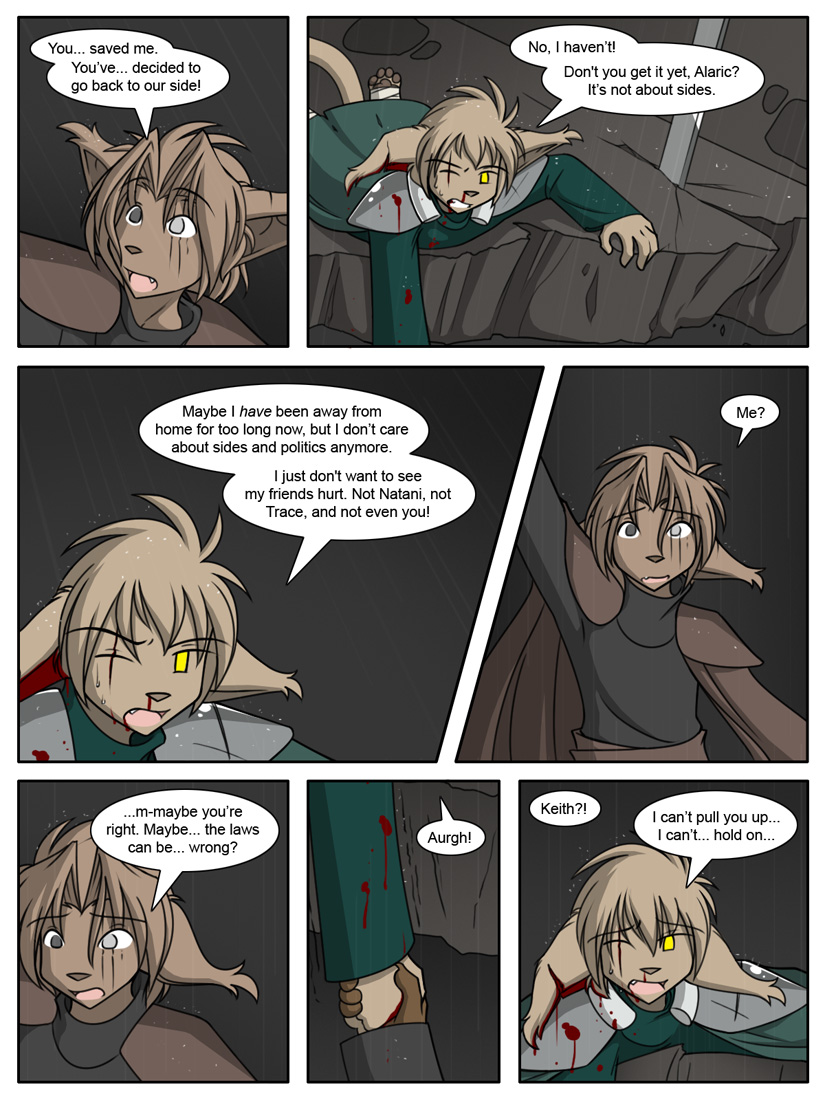 You... saved me.
You've... decided to
go back to our side!
No, I haven't!
Don't you get it yet, Alaric?
It's not about sides.
Maybe I have been away from
home for too long now, but I don't care
about sides and politics anymore.
I just don't want to see
my friends hurt. Not Natani, not
Trace, and not even you!
Me?
...m-maybe you're
right. Maybe... the laws
can be... wrong?
Aurgh!
Keith?!
I can't pull you up...
I can't... hold on...